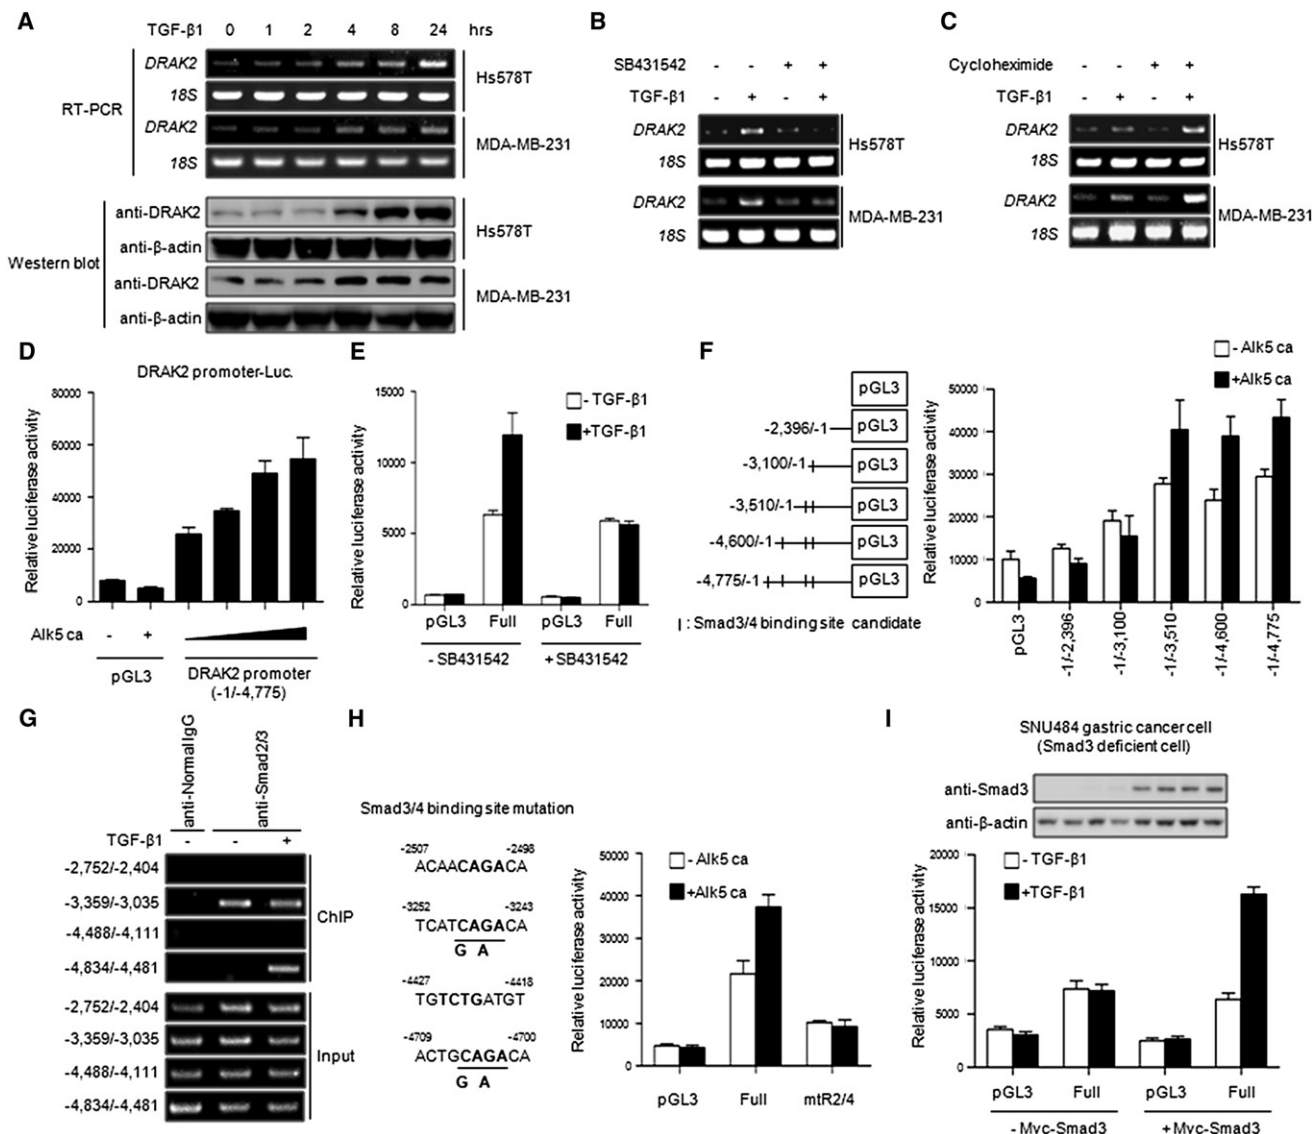 A
TGF-β1 0 1 2 4 8 24 hrs
RT-PCR
DRAK2
18S
Hs578T
DRAK2
18S
MDA-MB-231
Western blot
anti-DRAK2
anti-β-actin
Hs578T
anti-DRAK2
anti-β-actin
MDA-MB-231
B
SB431542 - - + +
TGF-β1 - + - +
DRAK2
18S
Hs578T
DRAK2
18S
MDA-MB-231
C
Cycloheximide - - + +
TGF-β1 - + - +
DRAK2
18S
Hs578T
DRAK2
18S
MDA-MB-231
D
DRAK2 promoter-Luc.
Relative luciferase activity
80000
60000
40000
20000
0
Alk5 ca - +
pGL3
DRAK2 promoter
(-1/-4,775)
E
Relative luciferase activity
15000
10000
5000
0
- TGF-β1
+TGF-β1
pGL3 Full pGL3 Full
- SB431542 + SB431542
F
pGL3
-2,396/-1 pGL3
-3,100/-1 pGL3
-3,510/-1 pGL3
-4,600/-1 pGL3
-4,775/-1 pGL3
| : Smad3/4 binding site candidate
- Alk5 ca
+Alk5 ca
Relative luciferase activity
50000
40000
30000
20000
10000
0
pGL3
-1/-2,396
-1/-3,100
-1/-3,510
-1/-4,600
-1/-4,775
G
anti-NormalIgG
anti-Smad2/3
TGF-β1 - - +
-2,752/-2,404
-3,359/-3,035
-4,488/-4,111
-4,834/-4,481
ChIP
-2,752/-2,404
-3,359/-3,035
-4,488/-4,111
-4,834/-4,481
Input
H
Smad3/4 binding site mutation
-2507 -2498
ACAACAGACA
-3252 -3243
TCATCAGACA
G A
-4427 -4418
TGTCTGATGT
-4709 -4700
ACTGCAGACA
G A
Relative luciferase activity
50000
40000
30000
20000
10000
0
- Alk5 ca
+Alk5 ca
pGL3 Full mtR2/4
I
SNU484 gastric cancer cell
(Smad3 deficient cell)
anti-Smad3
anti-β-actin
Relative luciferase activity
20000
15000
10000
5000
0
- TGF-β1
+TGF-β1
pGL3 Full pGL3 Full
- Myc-Smad3 + Myc-Smad3